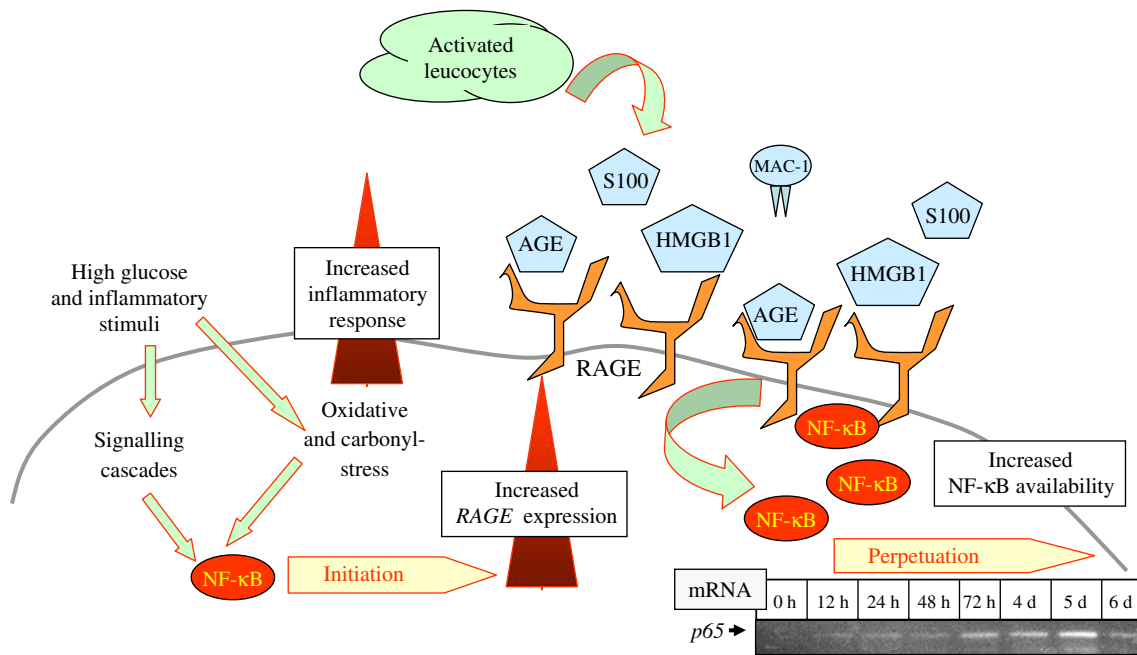 Activated
leucocytes
MAC-1
S100
S100
AGE
HMGB1
HMGB1
AGE
High glucose
and inflammatory
stimuli
Increased
inflammatory
response
RAGE
Signalling
cascades
Oxidative
and carbonyl-
stress
NF-κB
NF-κB
NF-κB
Increased
NF-κB availability
Increased
RAGE expression
NF-κB
Initiation
Perpetuation
mRNA
0 h 12 h 24 h 48 h 72 h 4 d 5 d 6 d
p65